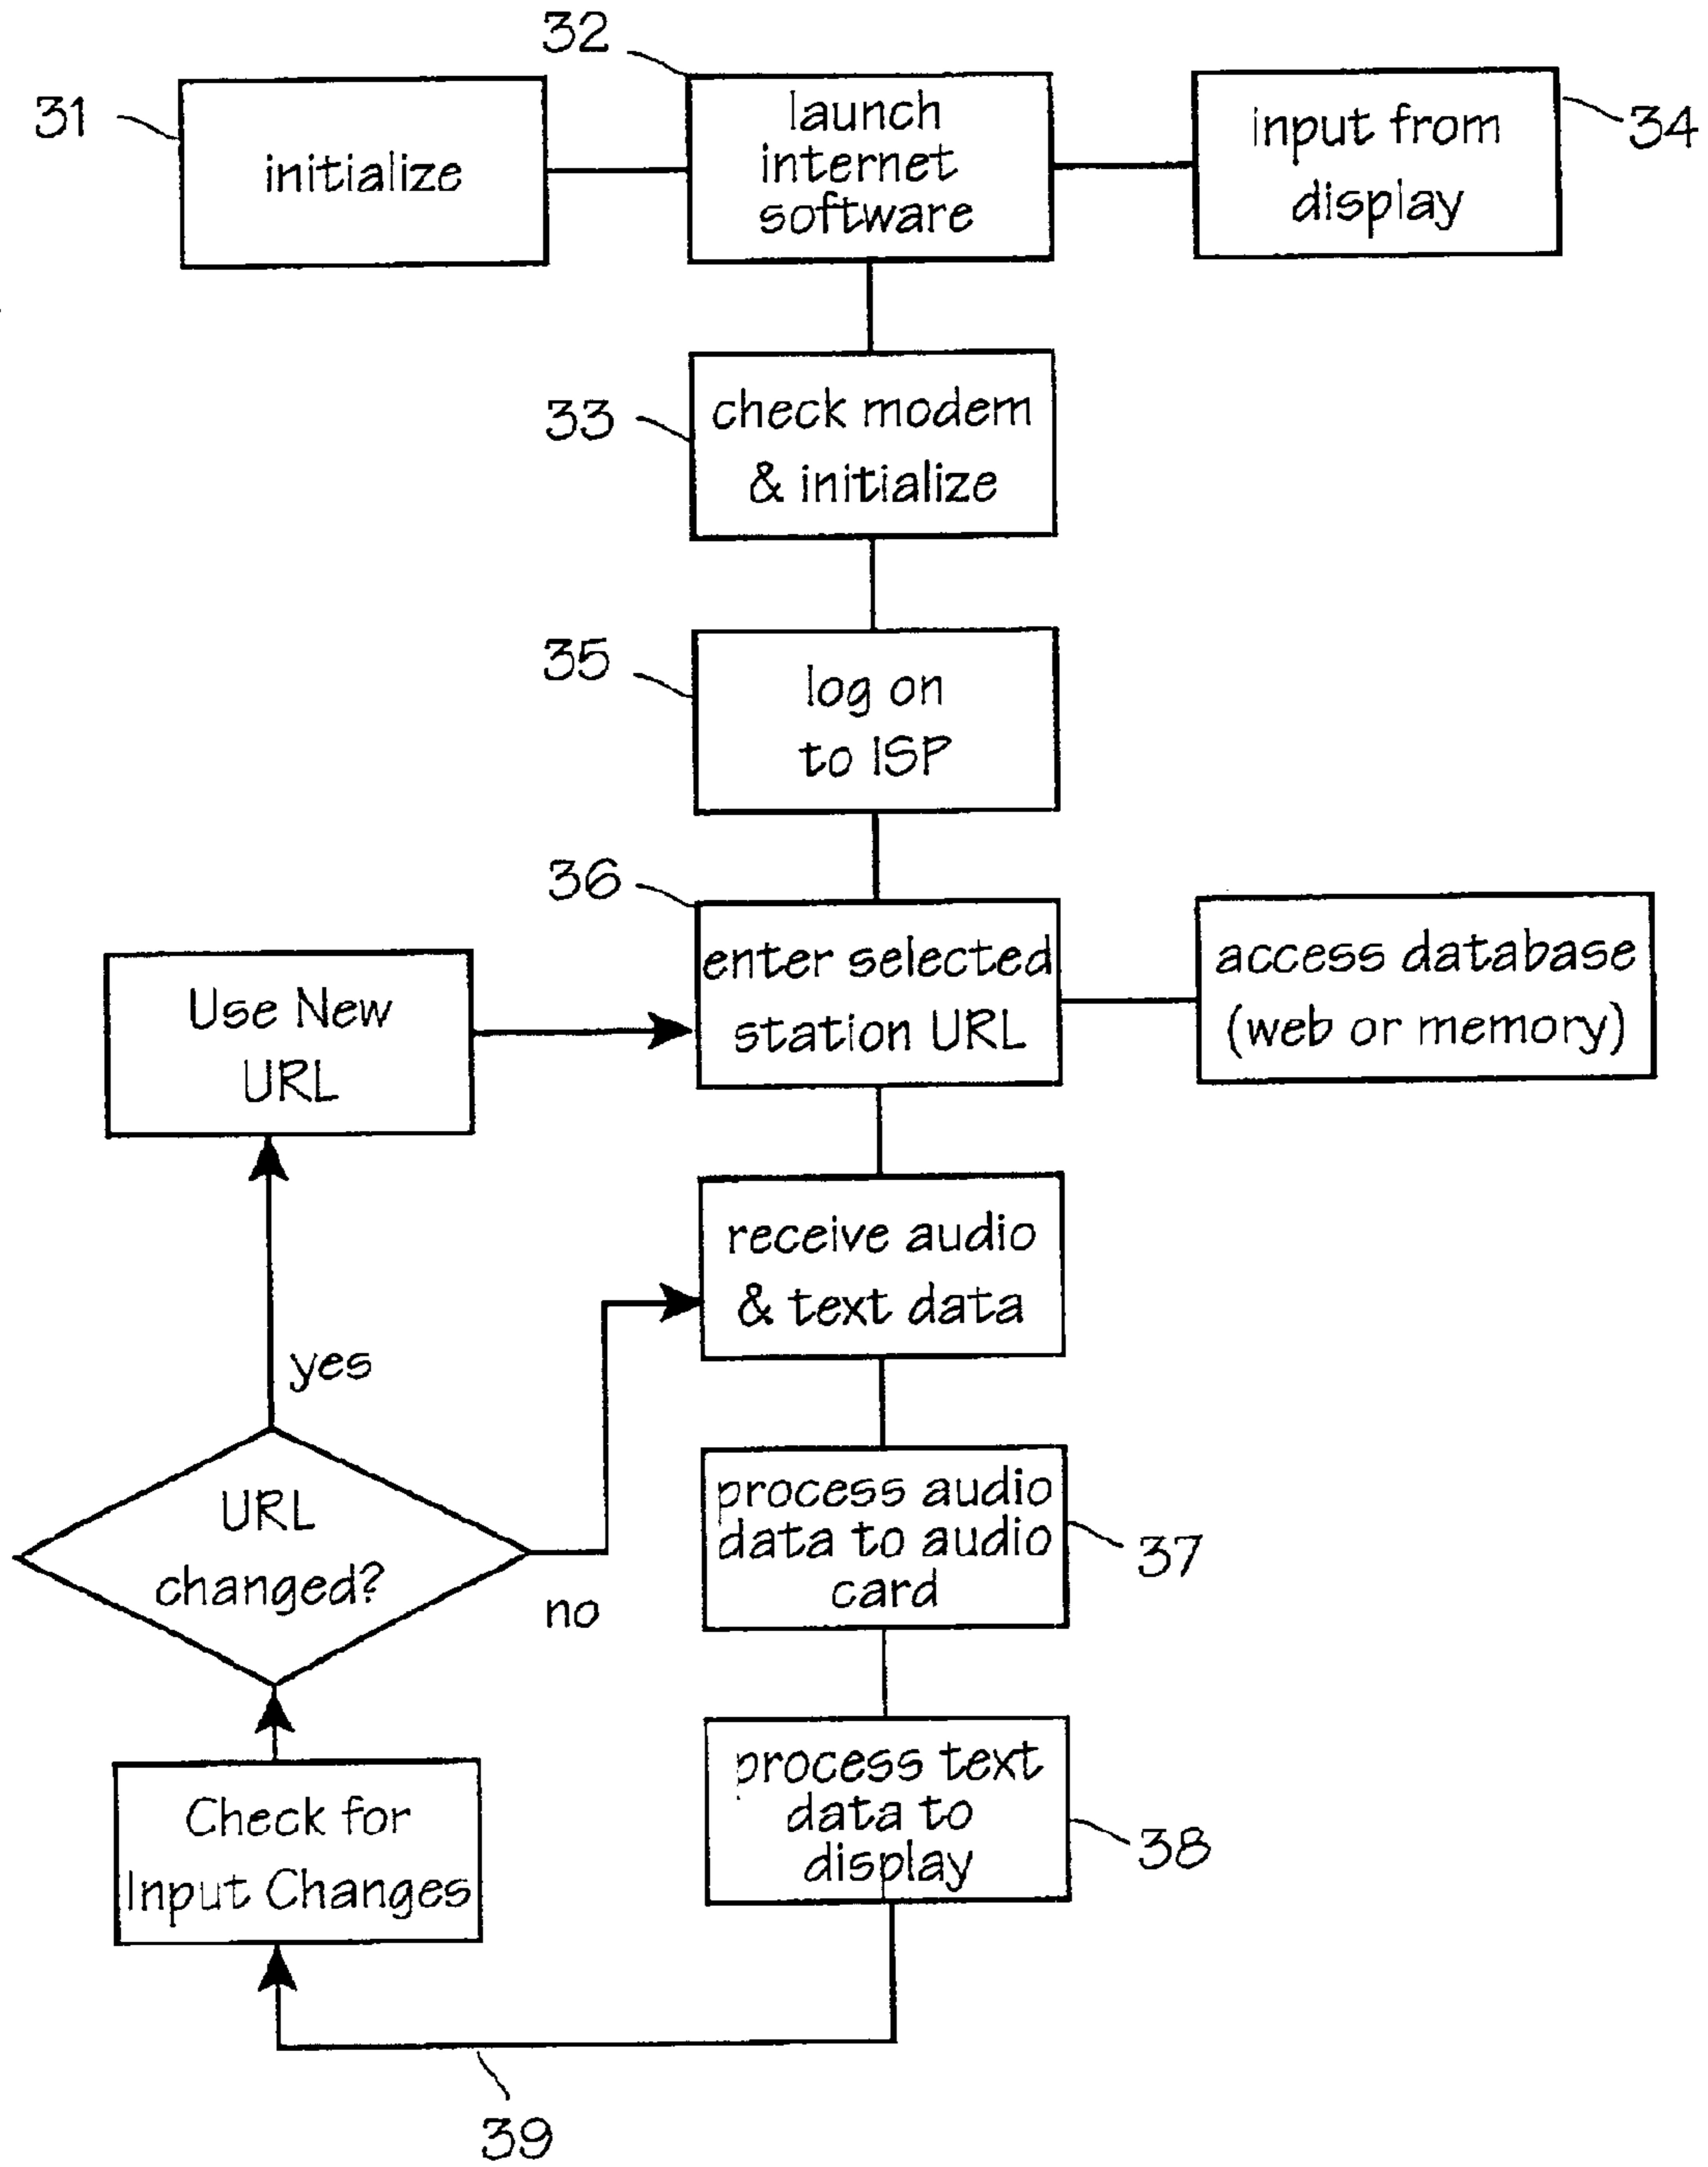 32
31
initialize
launch
internet
software
input from
display
34
33
check modem
& initialize
35
log on
to ISP
36
enter selected
station URL
access database
(web or memory)
Use New
URL
receive audio
& text data
yes
URL
changed?
no
process audio
data to audio
card
37
process text
data to
display
38
Check for
Input Changes
39